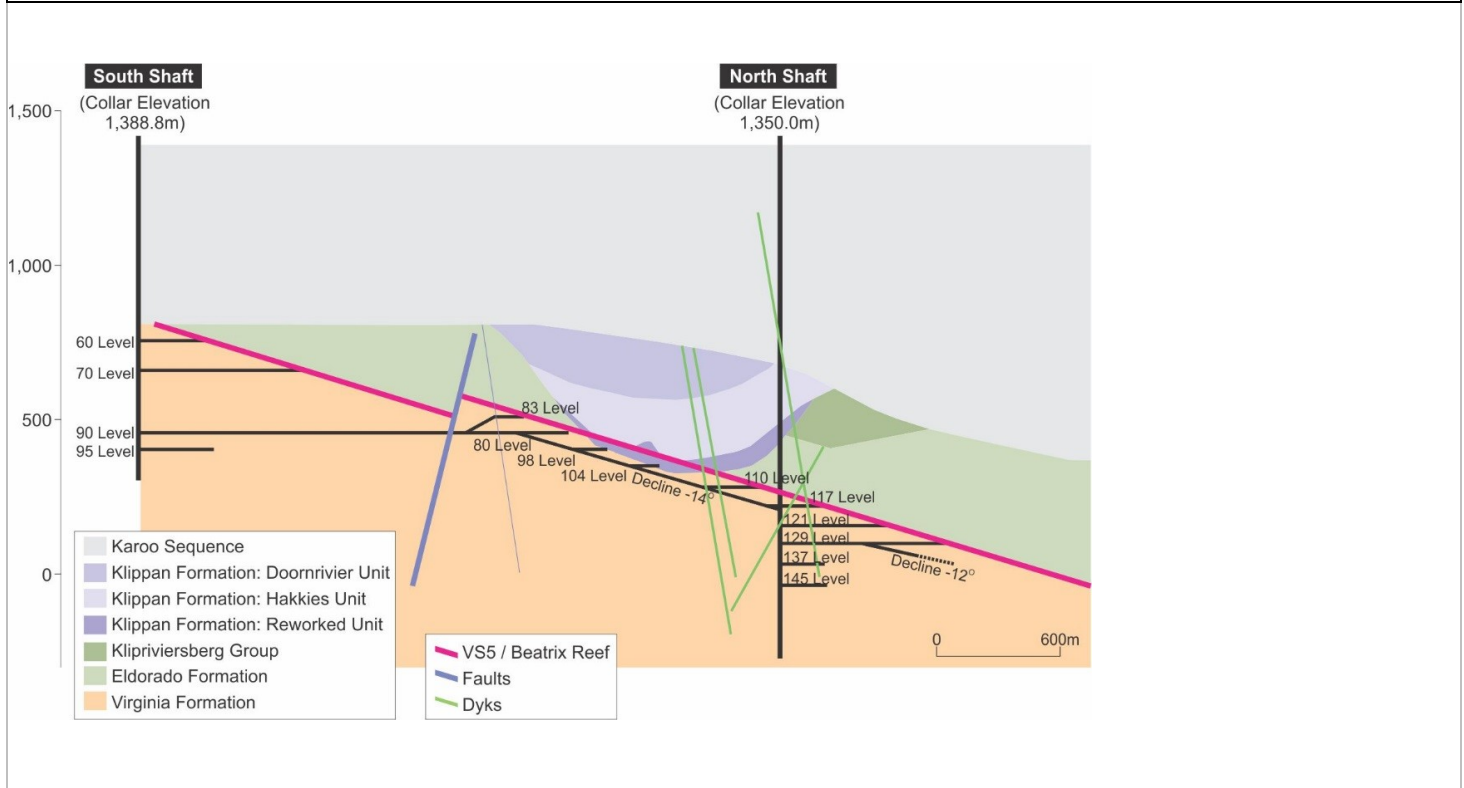 South Shaft
(Collar Elevation
1,388.8m)
North Shaft
(Collar Elevation
1,350.0m)
1,500
1,000
500
0
60 Level
70 Level
90 Level
95 Level
83 Level
80 Level
98 Level
104 Level
Decline -14°
110 Level
117 Level
121 Level
129 Level
137 Level
145 Level
Decline -12°
0 600m
Karoo Sequence
Klippan Formation: Doornrivier Unit
Klippan Formation: Hakkies Unit
Klippan Formation: Reworked Unit
Klipriviersberg Group
Eldorado Formation
Virginia Formation
VS5 / Beatrix Reef
Faults
Dyks